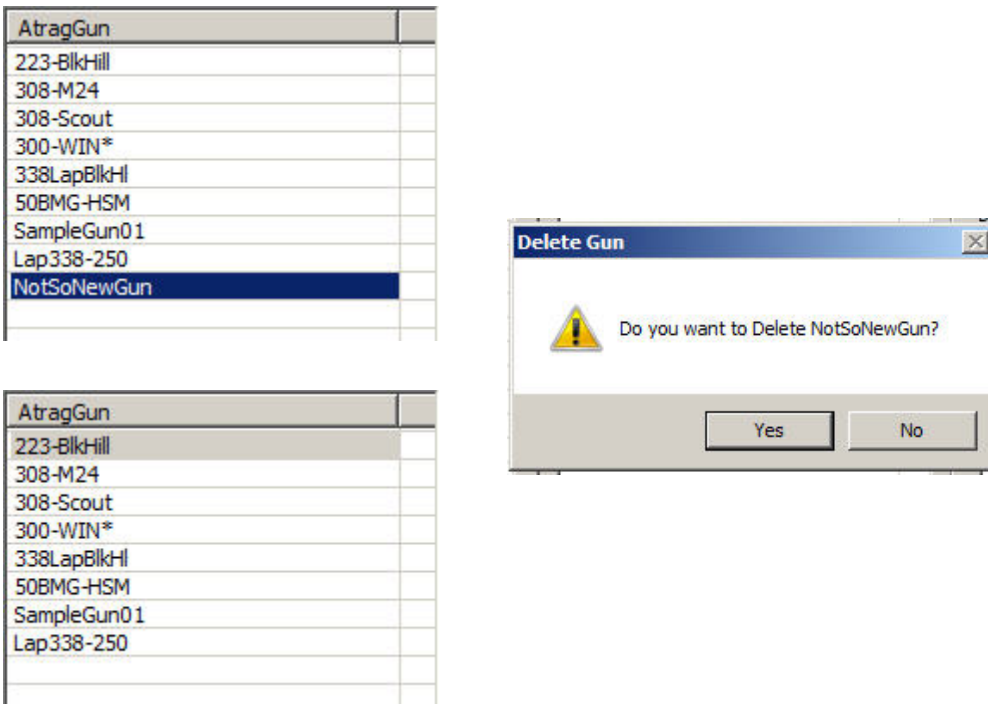 AtragGun
223-BlkHill
308-M24
308-Scout
300-WIN*
338LapBlkHl
50BMG-HSM
SampleGun01
Lap338-250
NotSoNewGun
Delete Gun
Do you want to Delete NotSoNewGun?
Yes No
AtragGun
223-BlkHill
308-M24
308-Scout
300-WIN*
338LapBlkHl
50BMG-HSM
SampleGun01
Lap338-250